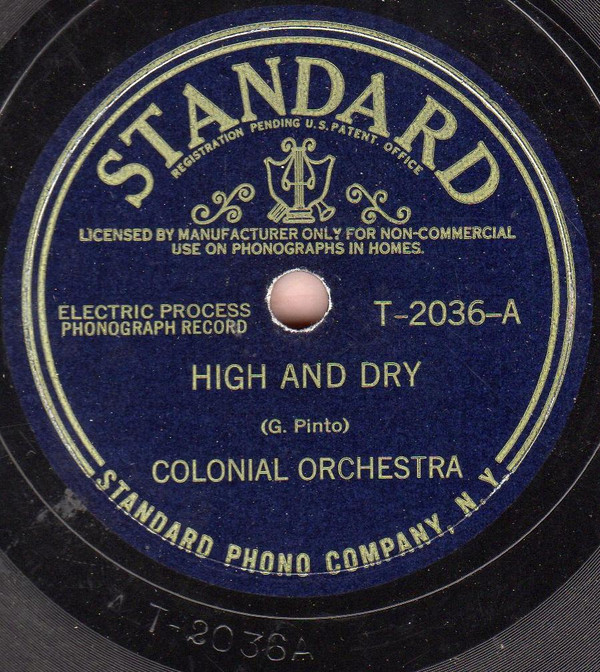 STANDARD
REGISTRATION PENDING U.S. PATENT. OFFICE
LICENSED BY MANUFACTURER ONLY FOR NON-COMMERCIAL
USE ON PHONOGRAPHS IN HOMES.
ELECTRIC PROCESS
PHONOGRAPH RECORD
T-2036-A
HIGH AND DRY
(G. Pinto)
COLONIAL ORCHESTRA
STANDARD PHONO COMPANY, N.Y.
T-2036A